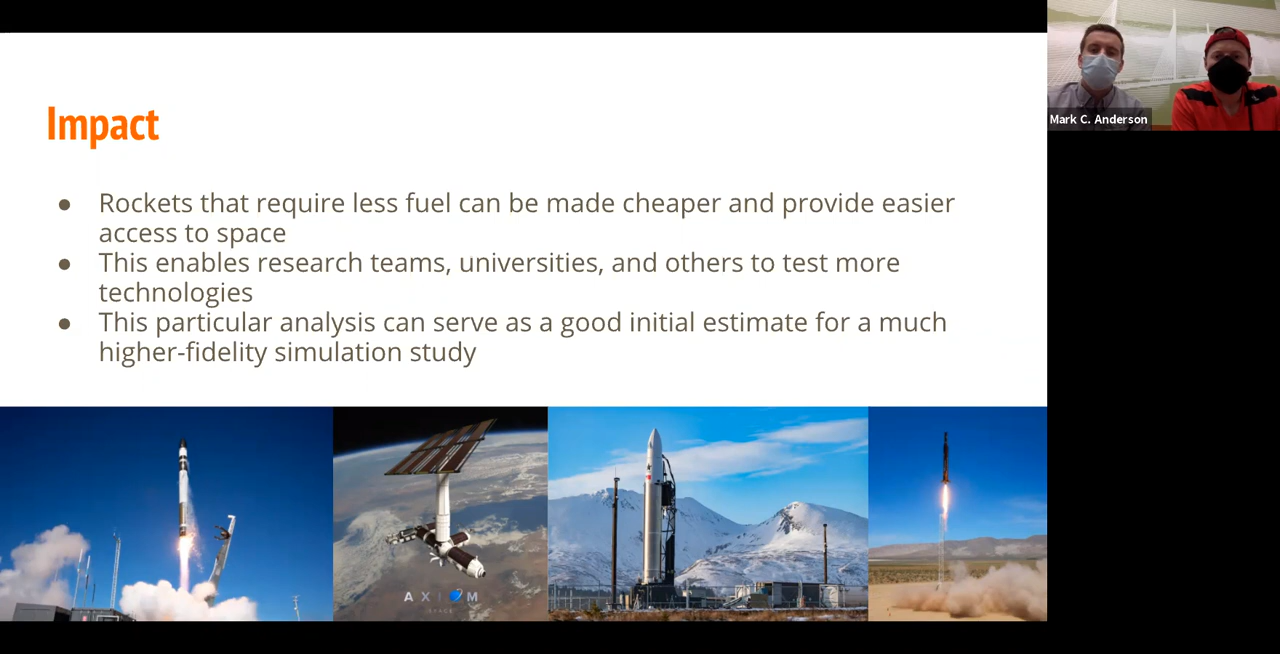 Impact
● Rockets that require less fuel can be made cheaper and provide easier
access to space
● This enables research teams, universities, and others to test more
technologies
● This particular analysis can serve as a good initial estimate for a much
higher-fidelity simulation study
AXIOM
SPACE
Mark C. Anderson